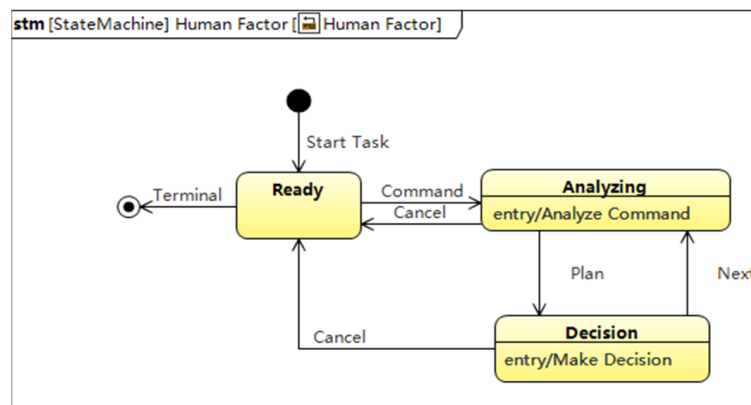 stm [StateMachine] Human Factor [ Human Factor]
Start Task
Terminal
Ready
Command
Cancel
Analyzing
entry/Analyze Command
Plan
Next
Cancel
Decision
entry/Make Decision